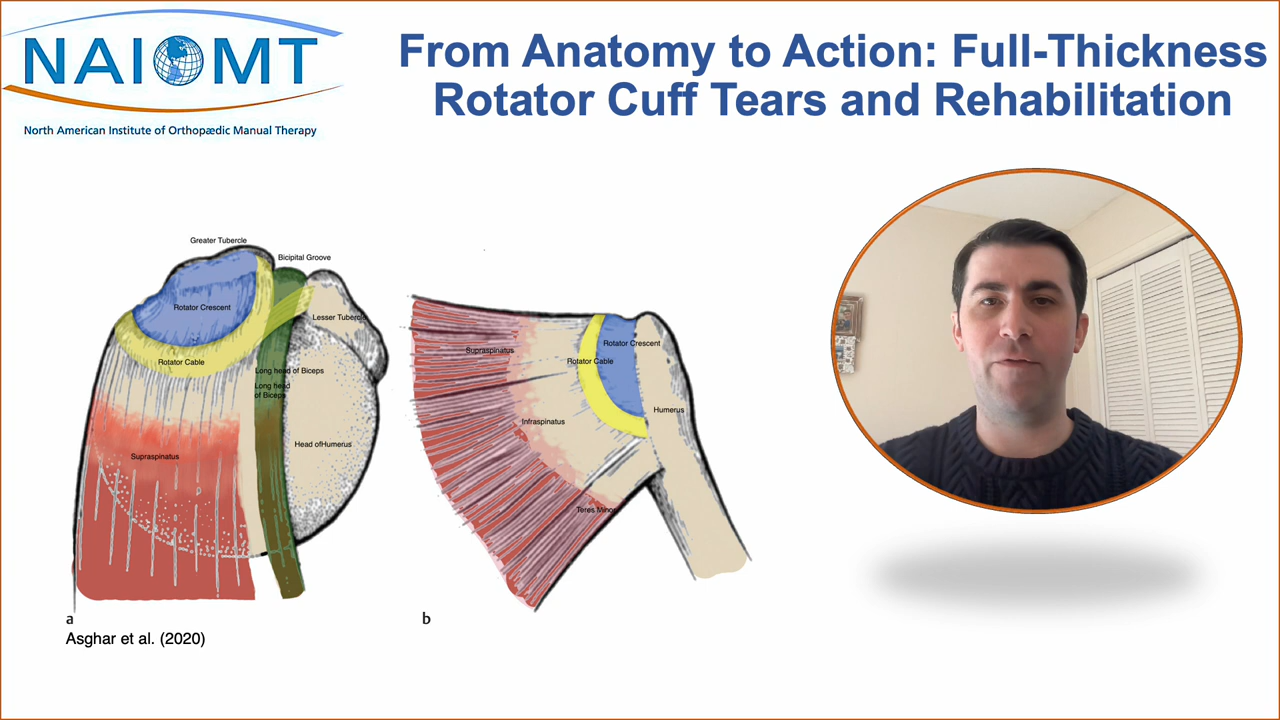 NAIOMT
North American Institute of Orthopædic Manual Therapy
From Anatomy to Action: Full-Thickness
Rotator Cuff Tears and Rehabilitation
Greater Tubercle
Bicipital Groove
Rotator Crescent
Lesser Tubercle
Rotator Cable
Long head of Biceps
Long head
of Biceps
Head ofHumerus
Supraspinatus
a
Asghar et al. (2020)
Rotator Crescent
Supraspinatus
Rotator Cable
Humerus
Infraspinatus
Teres Minor
b